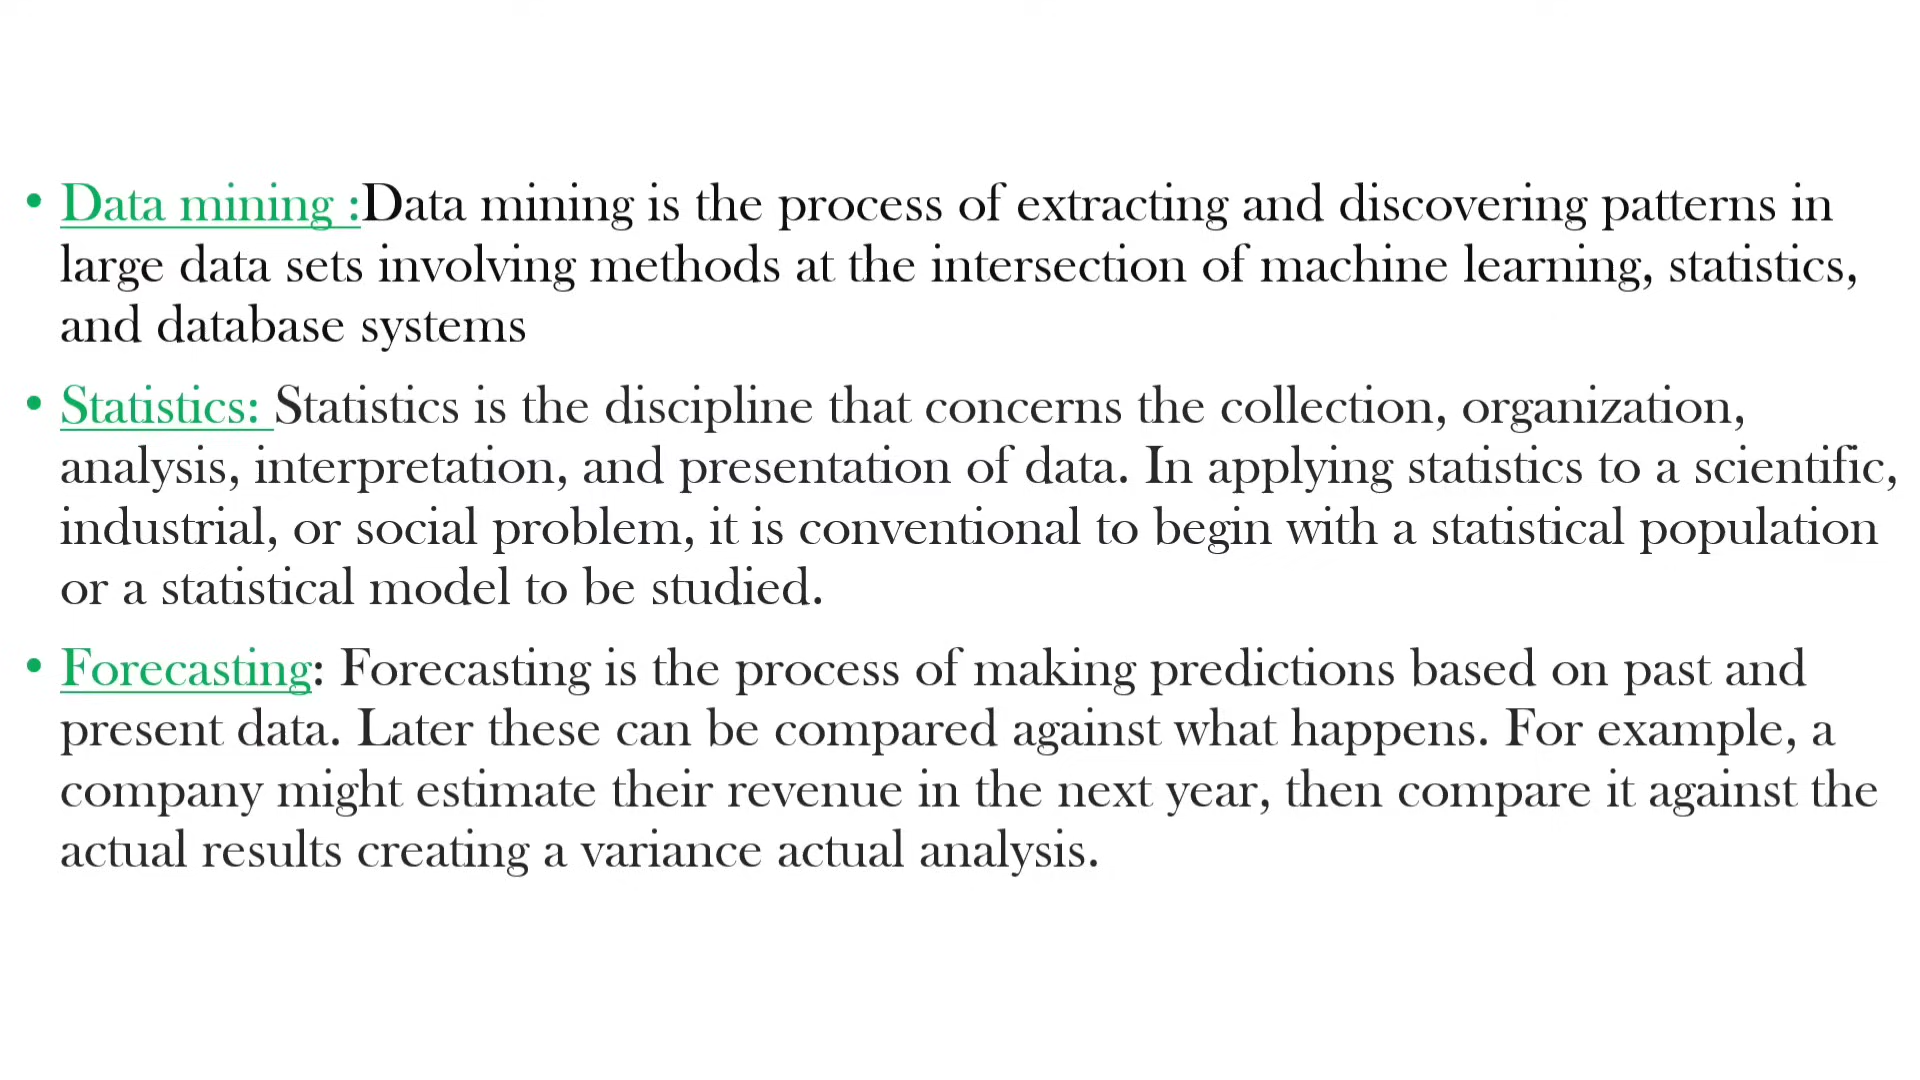 • Data mining :Data mining is the process of extracting and discovering patterns in
large data sets involving methods at the intersection of machine learning, statistics,
and database systems
• Statistics: Statistics is the discipline that concerns the collection, organization,
analysis, interpretation, and presentation of data. In applying statistics to a scientific,
industrial, or social problem, it is conventional to begin with a statistical population
or a statistical model to be studied.
• Forecasting: Forecasting is the process of making predictions based on past and
present data. Later these can be compared against what happens. For example, a
company might estimate their revenue in the next year, then compare it against the
actual results creating a variance actual analysis.